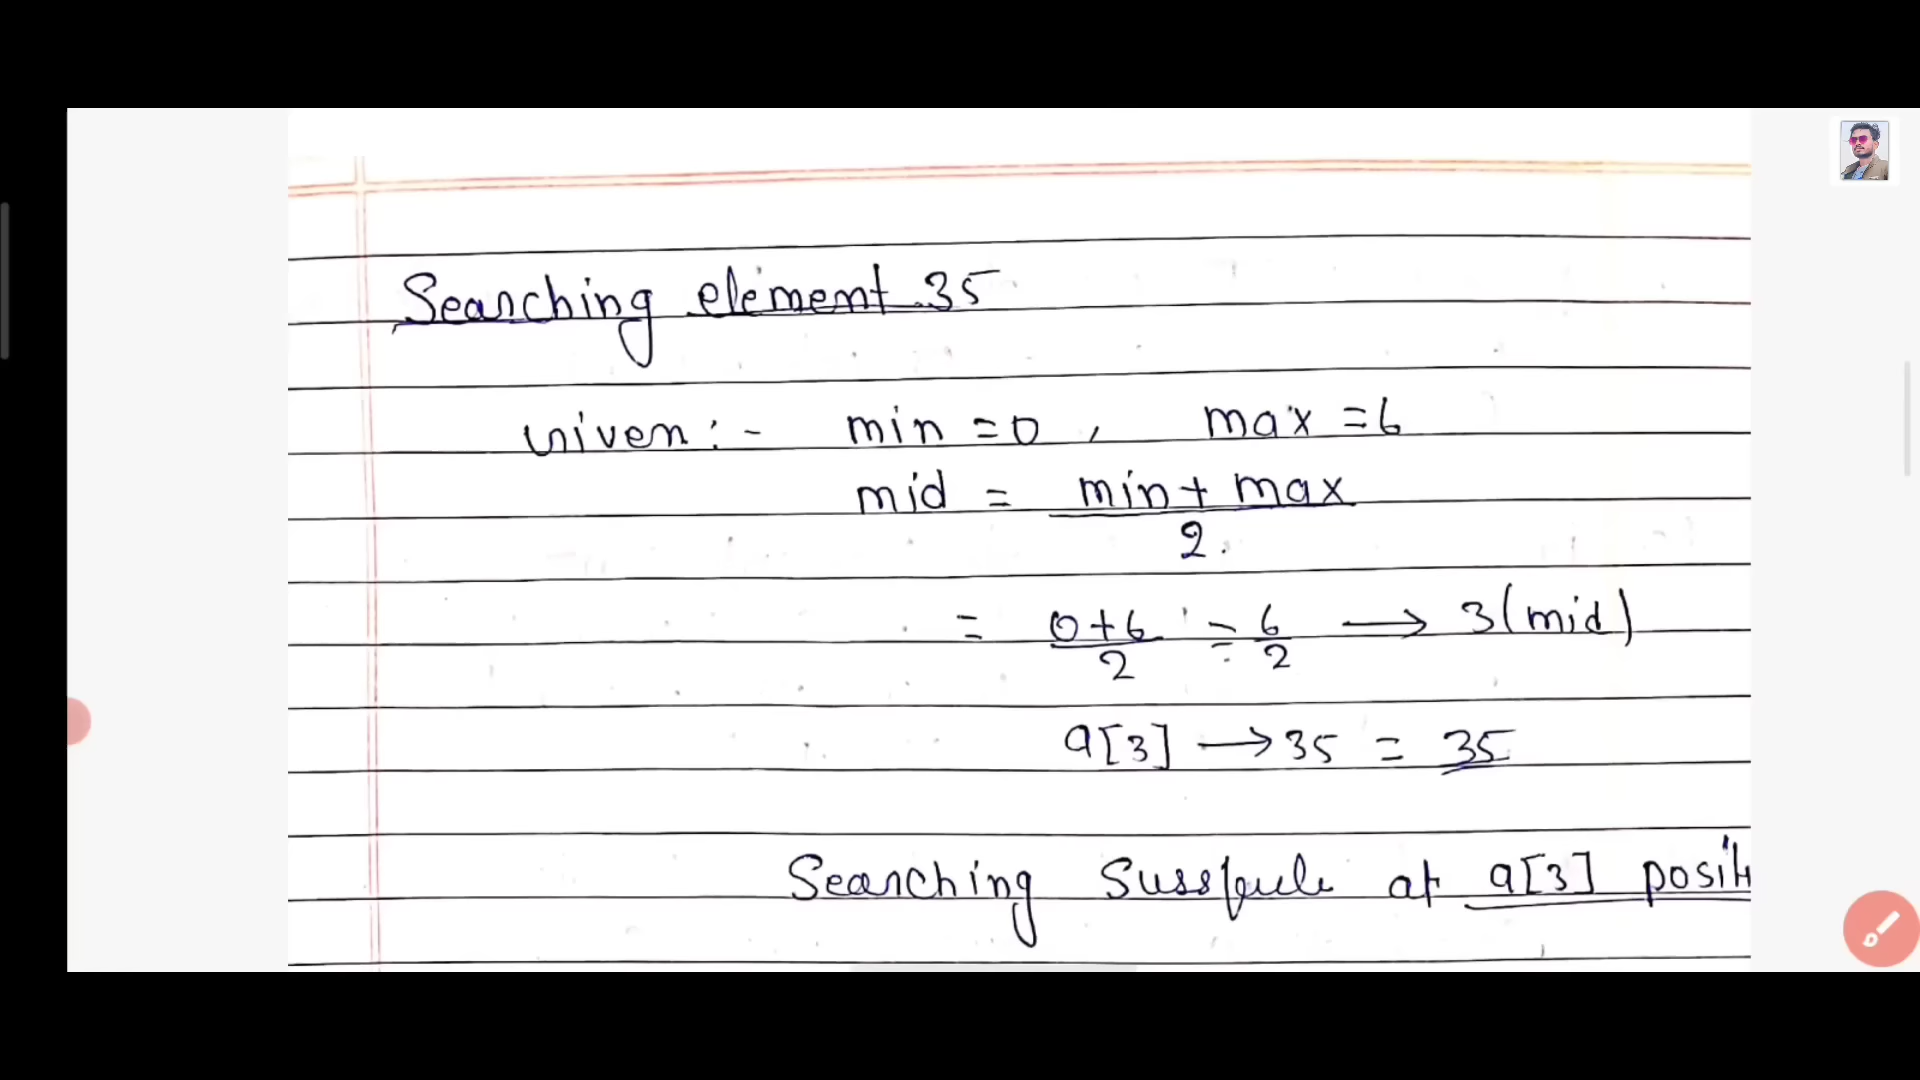 Searching element 35
Given :- min = 0 , max = 6
mid = min + max
2.
= 0+6 = 6 → 3 (mid)
2 2
a[3] → 35 = 35
Searching at a[3] posit